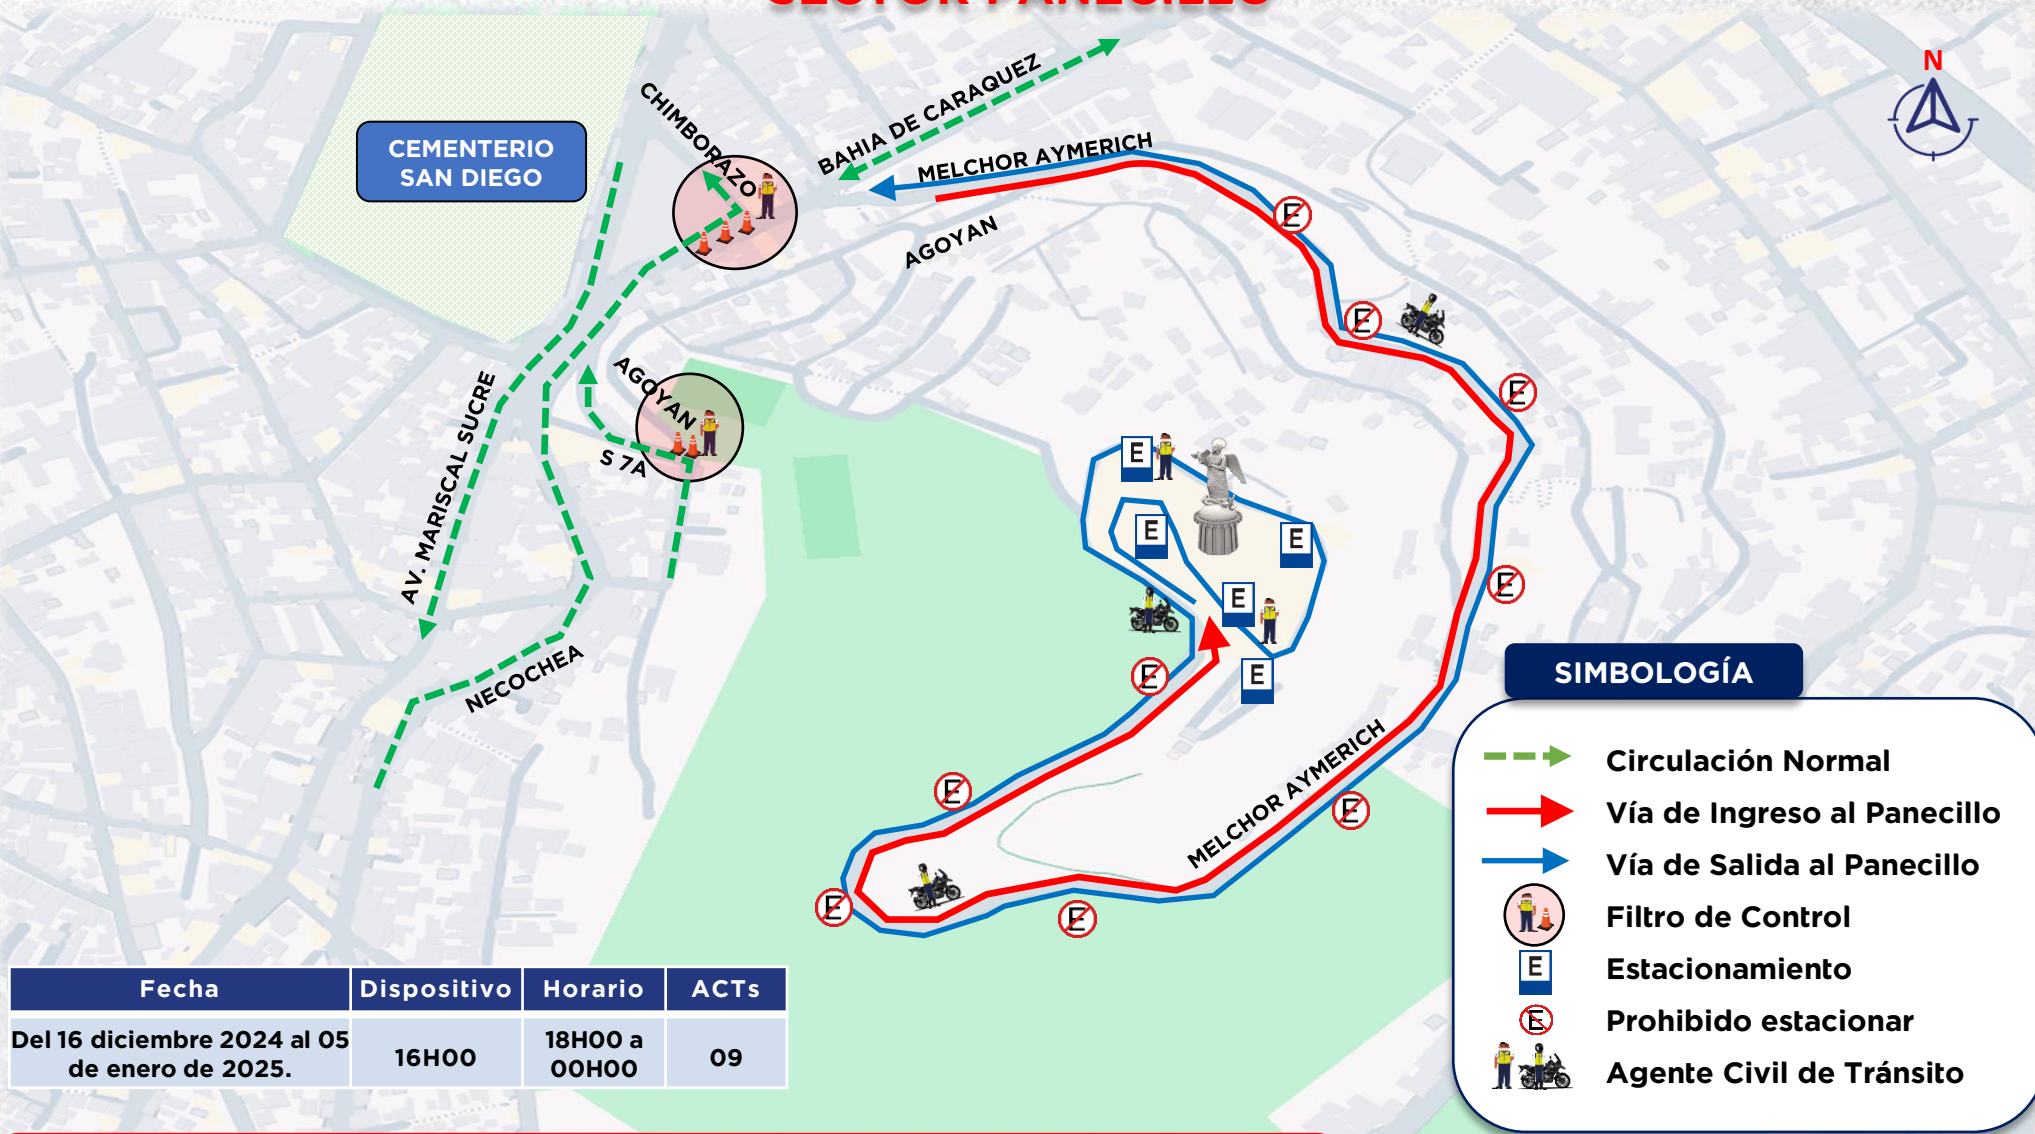 SECTOR PANECILLO
N
CEMENTERIO
SAN DIEGO
CHIMBORAZO
BAHIA DE CARAQUEZ
MELCHOR AYMERICH
AGOYAN
E
E
AGOYAN
S 7A
AV. MARISCAL SUCRE
NECOCHEA
E
E
E
E
E
E
E
E
E
E
E
E
E
MELCHOR AYMERICH
SIMBOLOGÍA
Circulación Normal
Vía de Ingreso al Panecillo
Vía de Salida al Panecillo
Filtro de Control
E Estacionamiento
E Prohibido estacionar
Agente Civil de Tránsito
Fecha Dispositivo Horario ACTs
Del 16 diciembre 2024 al 05
de enero de 2025.
16H00
18H00 a
00H00
09